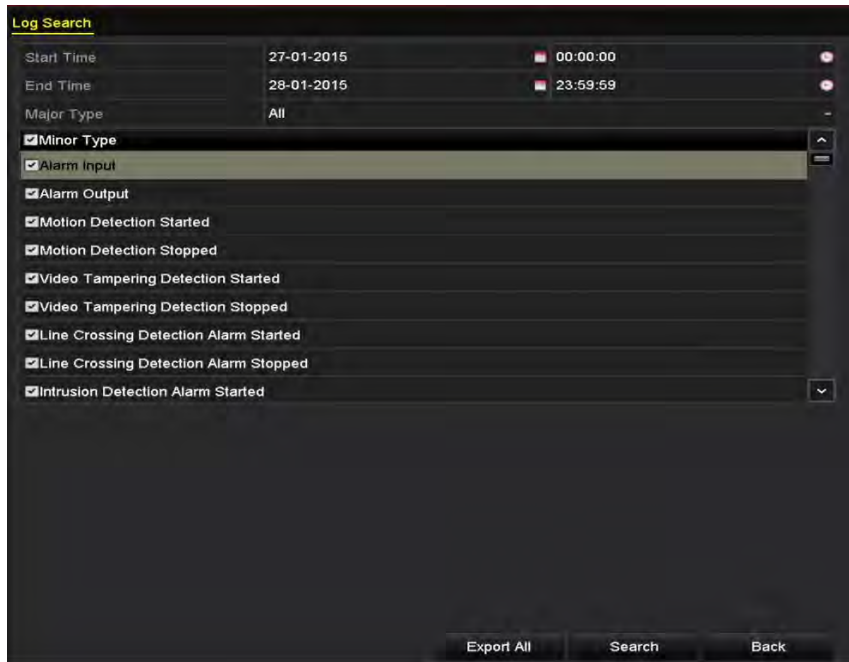 Log Search
Start Time 27-01-2015 00:00:00
End Time 28-01-2015 23:59:59
Major Type All
Minor Type
Alarm Input
Alarm Output
Motion Detection Started
Motion Detection Stopped
Video Tampering Detection Started
Video Tampering Detection Stopped
Line Crossing Detection Alarm Started
Line Crossing Detection Alarm Stopped
Intrusion Detection Alarm Started
Export All Search Back